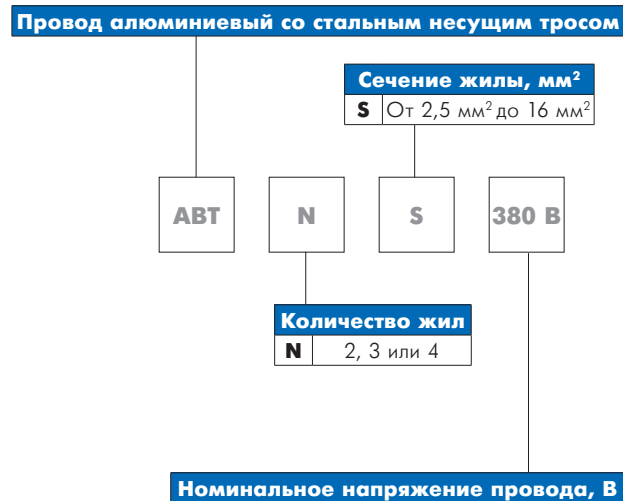 Провод алюминиевый со стальным несущим тросом
Сечение жилы, мм²
S От 2,5 мм² до 16 мм²
АВТ N S 380 В
Количество жил
N 2, 3 или 4
Номинальное напряжение провода, В